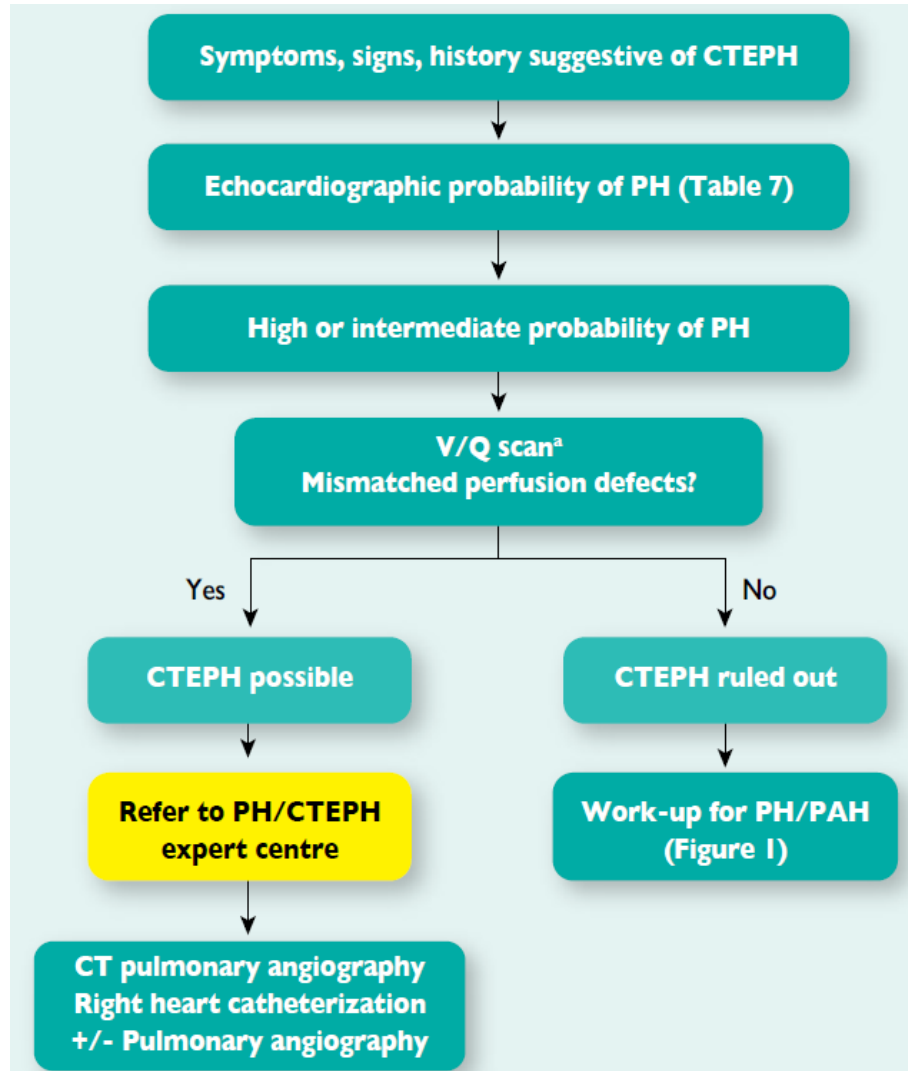 Symptoms, signs, history suggestive of CTEPH
Echocardiographic probability of PH (Table 7)
High or intermediate probability of PH
V/Q scanᵃ
Mismatched perfusion defects?
Yes
No
CTEPH possible
CTEPH ruled out
Refer to PH/CTEPH
expert centre
Work-up for PH/PAH
(Figure 1)
CT pulmonary angiography
Right heart catheterization
+/- Pulmonary angiography